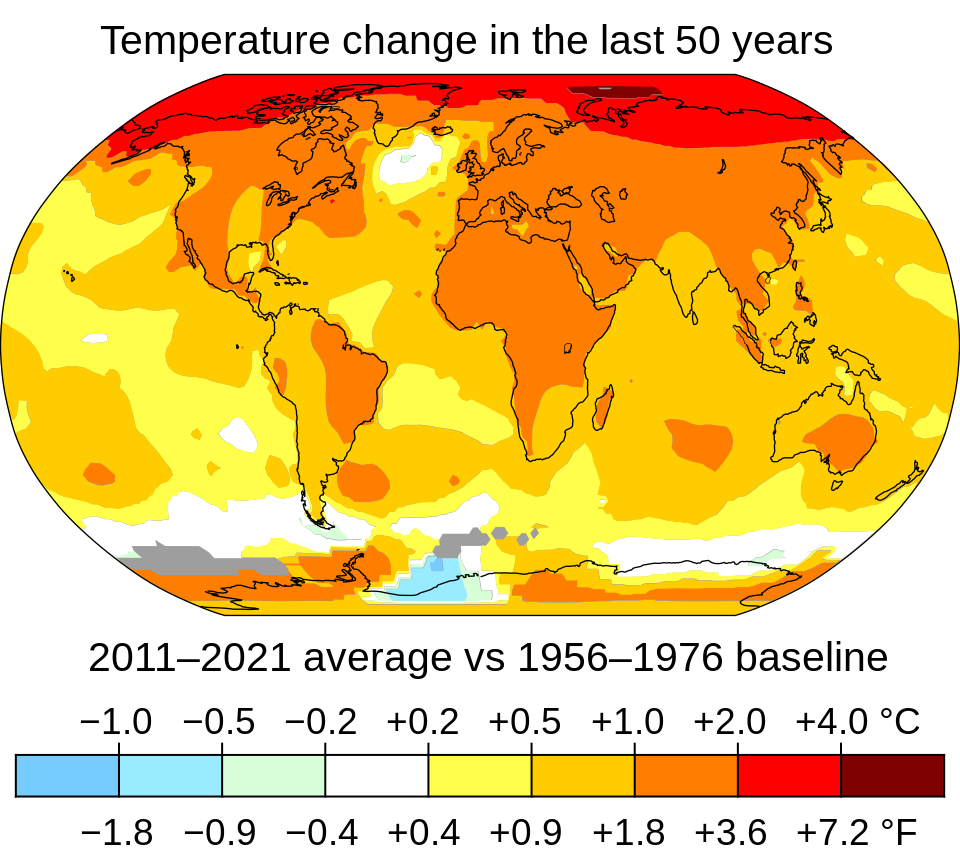 Temperature change in the last 50 years
2011–2021 average vs 1956–1976 baseline
−1.0 −0.5 −0.2 +0.2 +0.5 +1.0 +2.0 +4.0 °C
−1.8 −0.9 −0.4 +0.4 +0.9 +1.8 +3.6 +7.2 °F